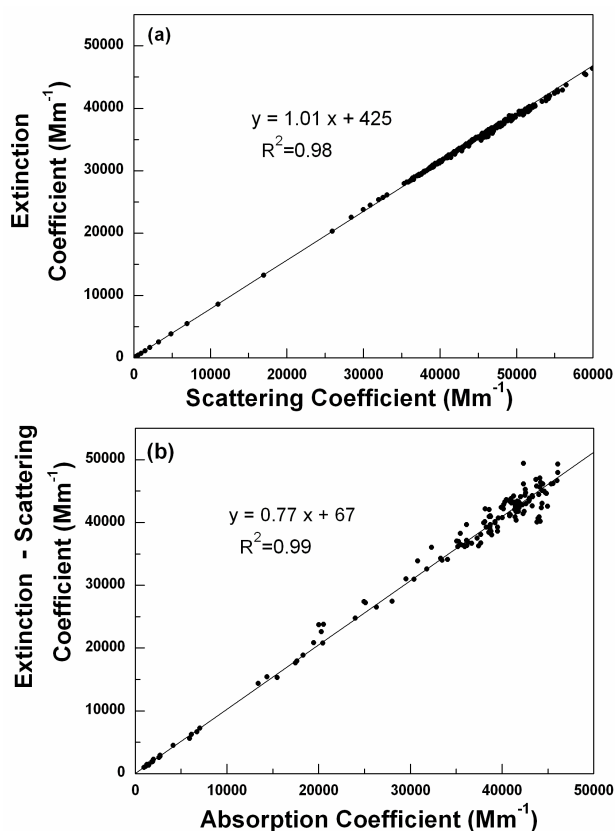 (a)
y = 1.01 x + 425
R²=0.98
Extinction
Coefficient (Mm⁻¹)
50000
40000
30000
20000
10000
0
0 10000 20000 30000 40000 50000 60000
Scattering Coefficient (Mm⁻¹)
(b)
y = 0.77 x + 67
R²=0.99
Extinction - Scattering
Coefficient (Mm⁻¹)
50000
40000
30000
20000
10000
0
0 10000 20000 30000 40000 50000
Absorption Coefficient (Mm⁻¹)